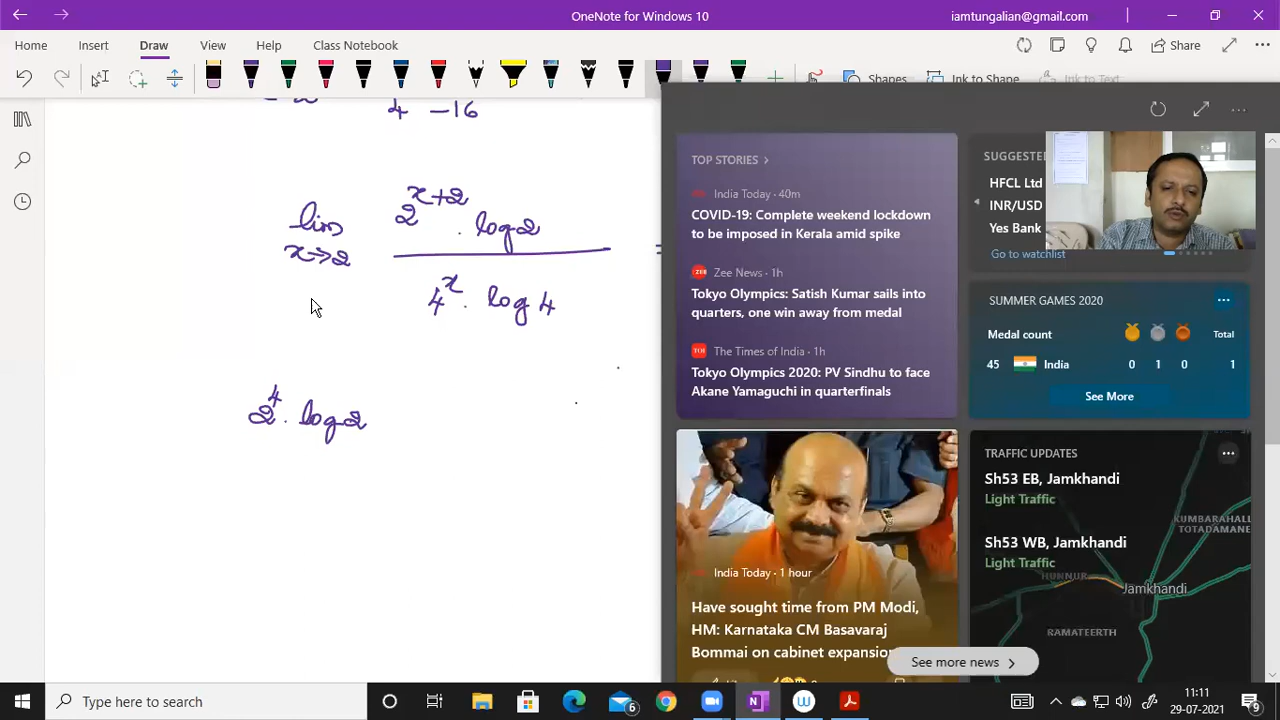 OneNote for Windows 10
iamtungalian@gmail.com
Home Insert Draw View Help Class Notebook
Share
Shapes Ink to Shape Ink to Text
4 - 16
lim x→2 2^{x+2} · log 2
4^x · log 4
=
2^4 · log 2
TOP STORIES
India Today · 40m
COVID-19: Complete weekend lockdown
to be imposed in Kerala amid spike
Zee News · 1h
Tokyo Olympics: Satish Kumar sails into
quarters, one win away from medal
TOI The Times of India · 1h
Tokyo Olympics 2020: PV Sindhu to face
Akane Yamaguchi in quarterfinals
India Today · 1 hour
Have sought time from PM Modi,
HM: Karnataka CM Basavaraj
Bommai on cabinet expansion
SUGGESTED
HFCL Ltd
INR/USD
Yes Bank
Go to watchlist
SUMMER GAMES 2020
Medal count Total
45 India 0 1 0 1
See More
TRAFFIC UPDATES
Sh53 EB, Jamkhandi
Light Traffic
Sh53 WB, Jamkhandi
Light Traffic
KUMBARAHAL
TOTADAMAN
HUNNUR
Jamkhandi
RAMATEERTH
See more news
Type here to search
6
11:11
29-07-2021
9